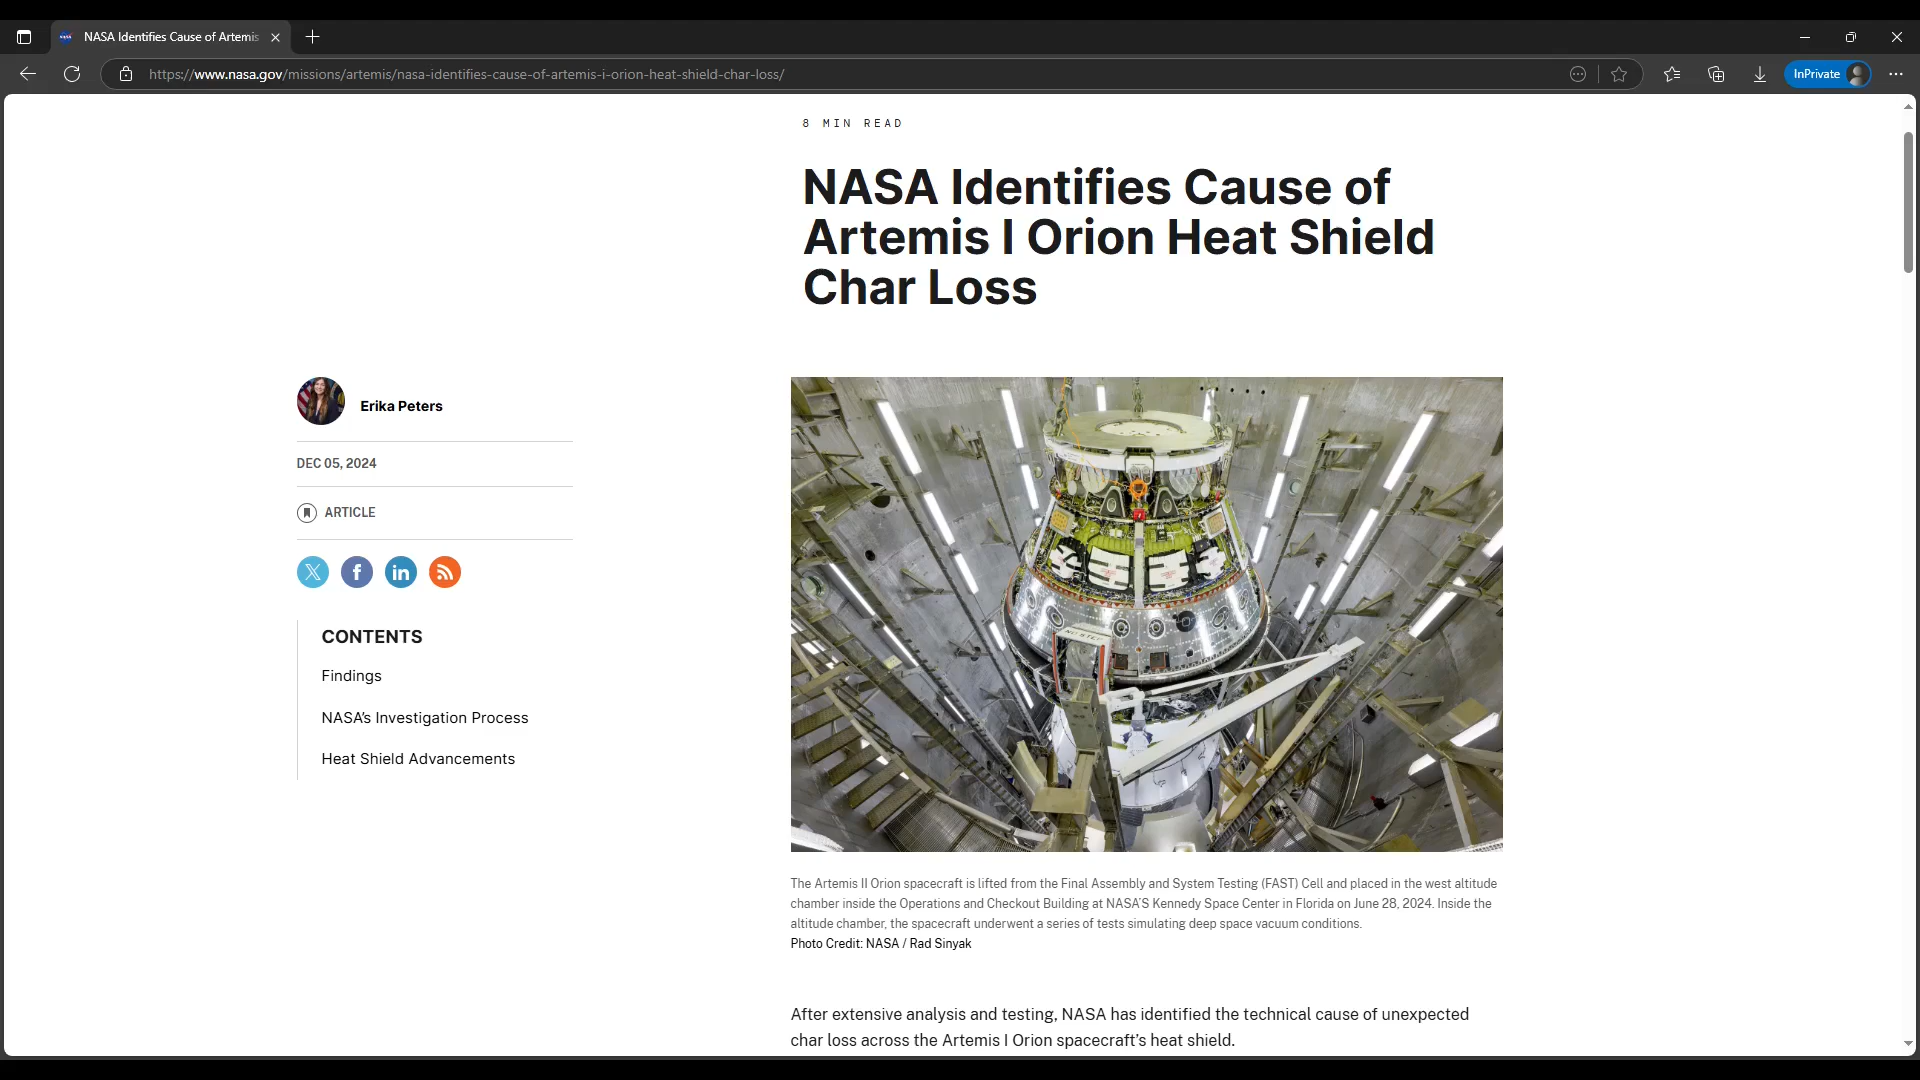 NASA Identifies Cause of Artemis
https://www.nasa.gov/missions/artemis/nasa-identifies-cause-of-artemis-i-orion-heat-shield-char-loss/
InPrivate
8 MIN READ
NASA Identifies Cause of
Artemis I Orion Heat Shield
Char Loss
Erika Peters
DEC 05, 2024
ARTICLE
CONTENTS
Findings
NASA's Investigation Process
Heat Shield Advancements
NO STEP
The Artemis II Orion spacecraft is lifted from the Final Assembly and System Testing (FAST) Cell and placed in the west altitude
chamber inside the Operations and Checkout Building at NASA'S Kennedy Space Center in Florida on June 28, 2024. Inside the
altitude chamber, the spacecraft underwent a series of tests simulating deep space vacuum conditions.
Photo Credit: NASA / Rad Sinyak
After extensive analysis and testing, NASA has identified the technical cause of unexpected
char loss across the Artemis I Orion spacecraft's heat shield.